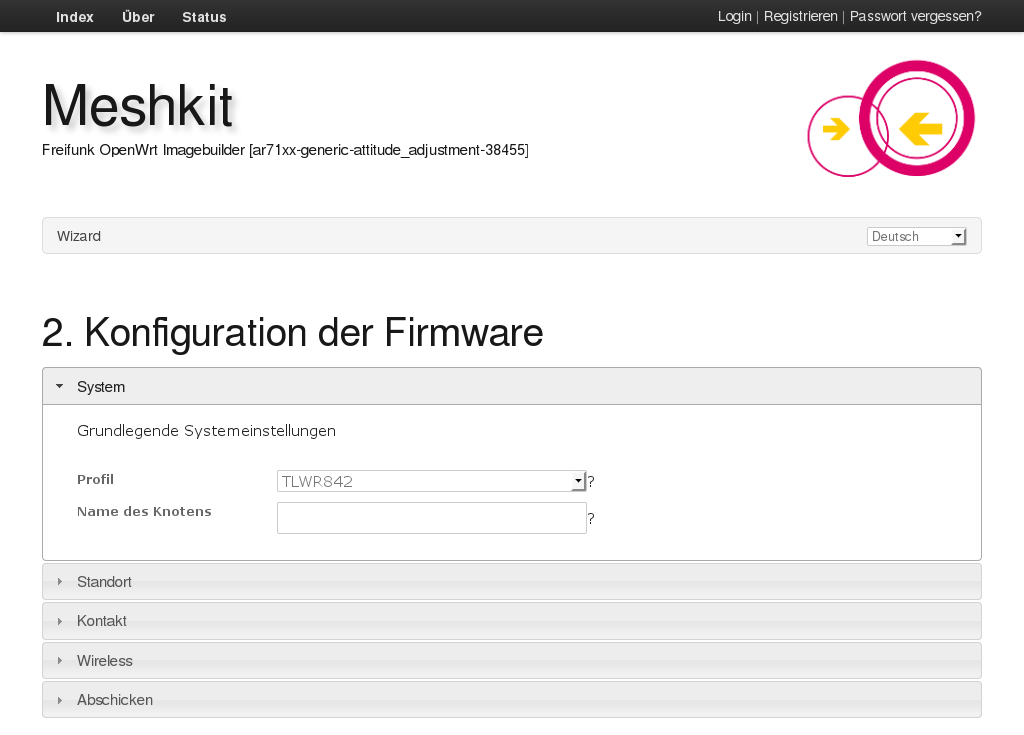 Index Über Status Login | Registrieren | Passwort vergessen?
Meshkit
Freifunk OpenWrt Imagebuilder [ar71xx-generic-attitude_adjustment-38455]
Wizard Deutsch
2. Konfiguration der Firmware
System
Grundlegende Systemeinstellungen
Profil TLWR842 ?
Name des Knotens ?
Standort
Kontakt
Wireless
Abschicken